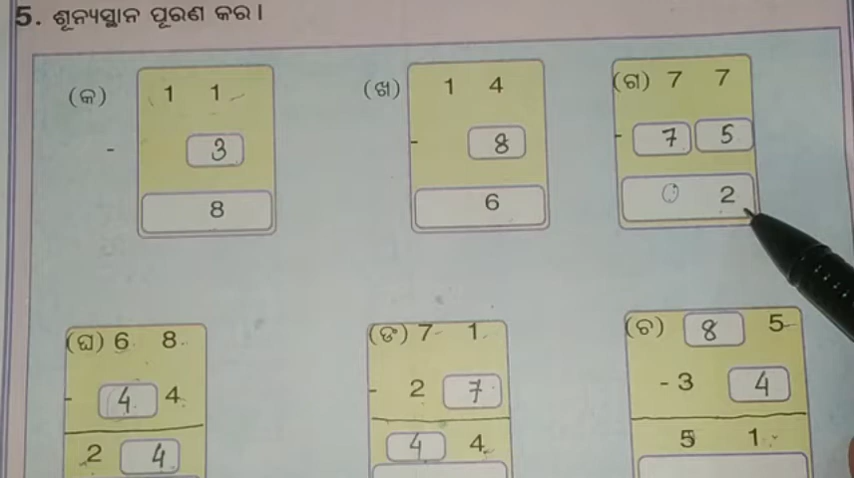 5. ଶୂନ୍ୟସ୍ଥାନ ପୂରଣ କର ।
(କ) 1 1
- 3
8
(ଖ) 1 4
- 8
6
(ଗ) 7 7
- 7 5
0 2
(ଘ) 6 8
- 4 4
2 4
(ଙ) 7 1
- 2 7
4 4
(ଚ) 8 5
- 3 4
5 1